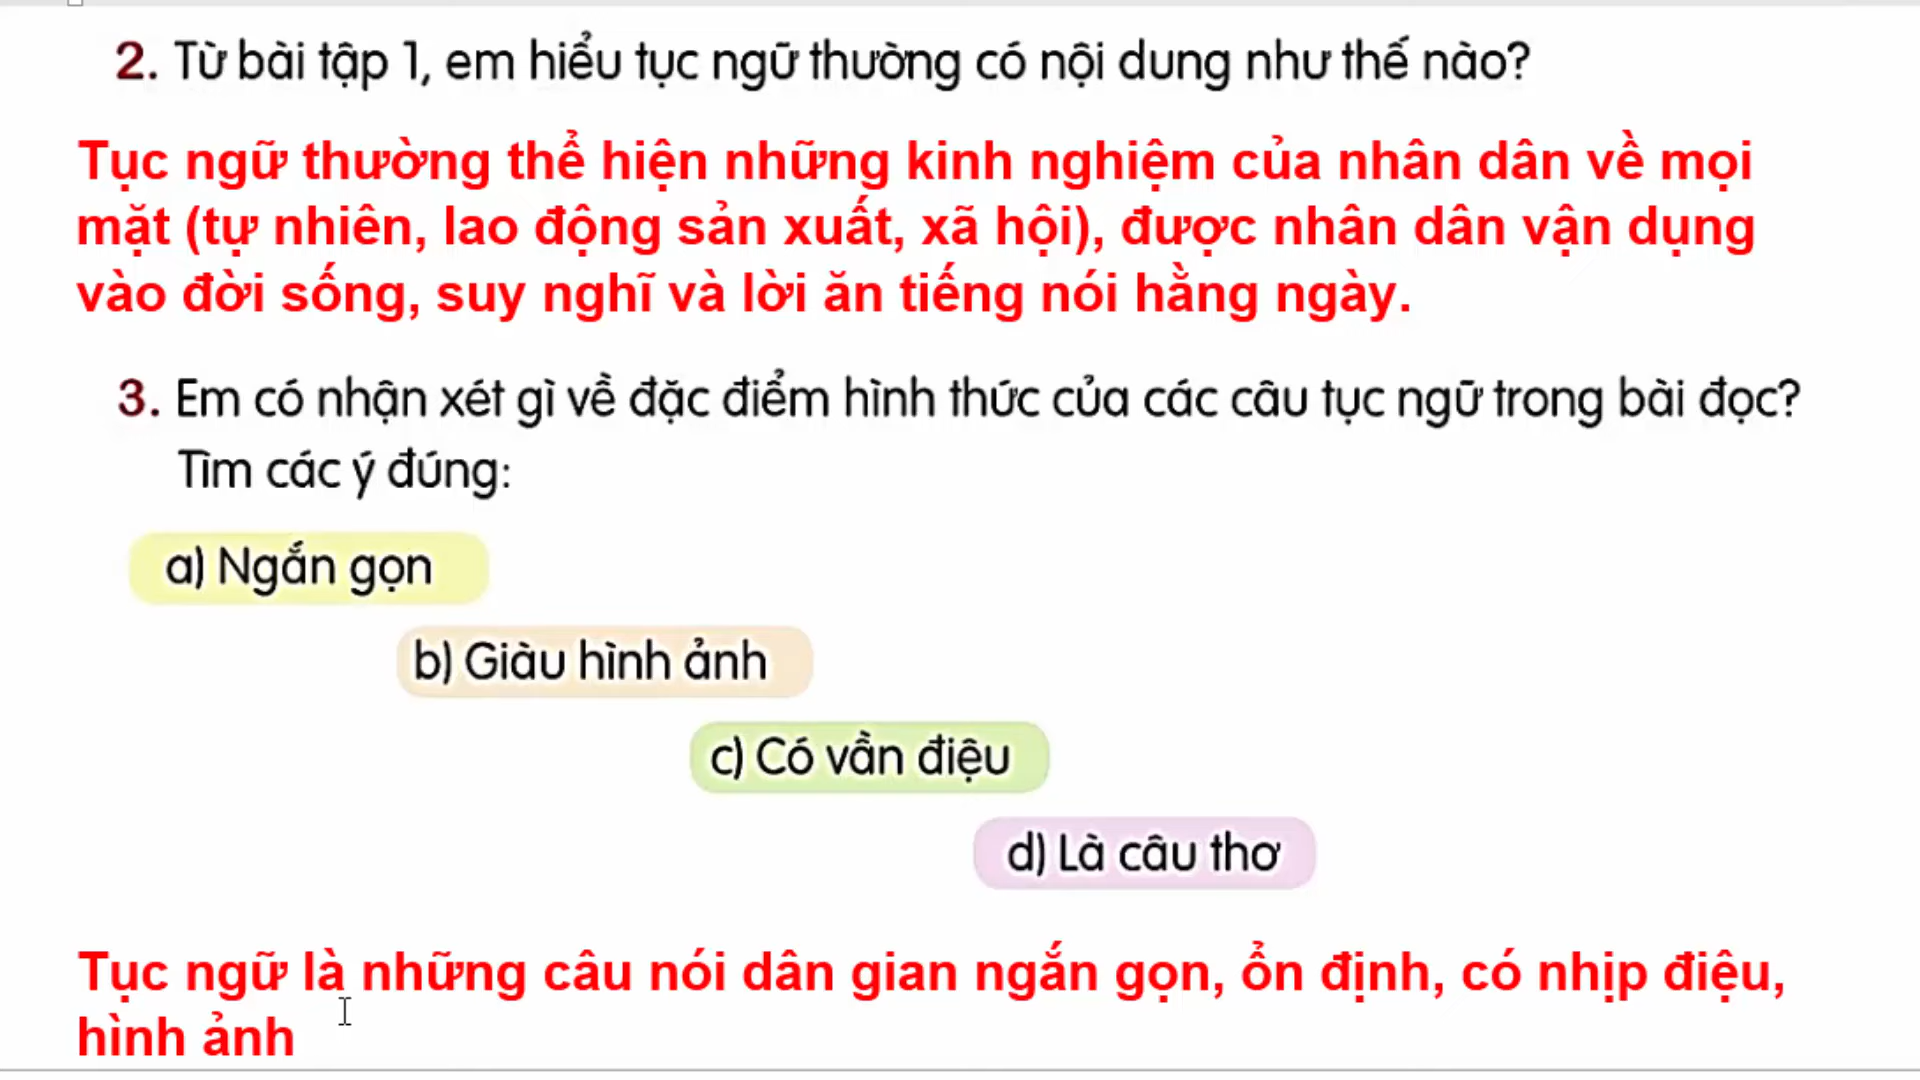 2. Từ bài tập 1, em hiểu tục ngữ thường có nội dung như thế nào?
Tục ngữ thường thể hiện những kinh nghiệm của nhân dân về mọi
mặt (tự nhiên, lao động sản xuất, xã hội), được nhân dân vận dụng
vào đời sống, suy nghĩ và lời ăn tiếng nói hằng ngày.
3. Em có nhận xét gì về đặc điểm hình thức của các câu tục ngữ trong bài đọc?
Tìm các ý đúng:
a) Ngắn gọn
b) Giàu hình ảnh
c) Có vần điệu
d) Là câu thơ
Tục ngữ là những câu nói dân gian ngắn gọn, ổn định, có nhịp điệu,
hình ảnh